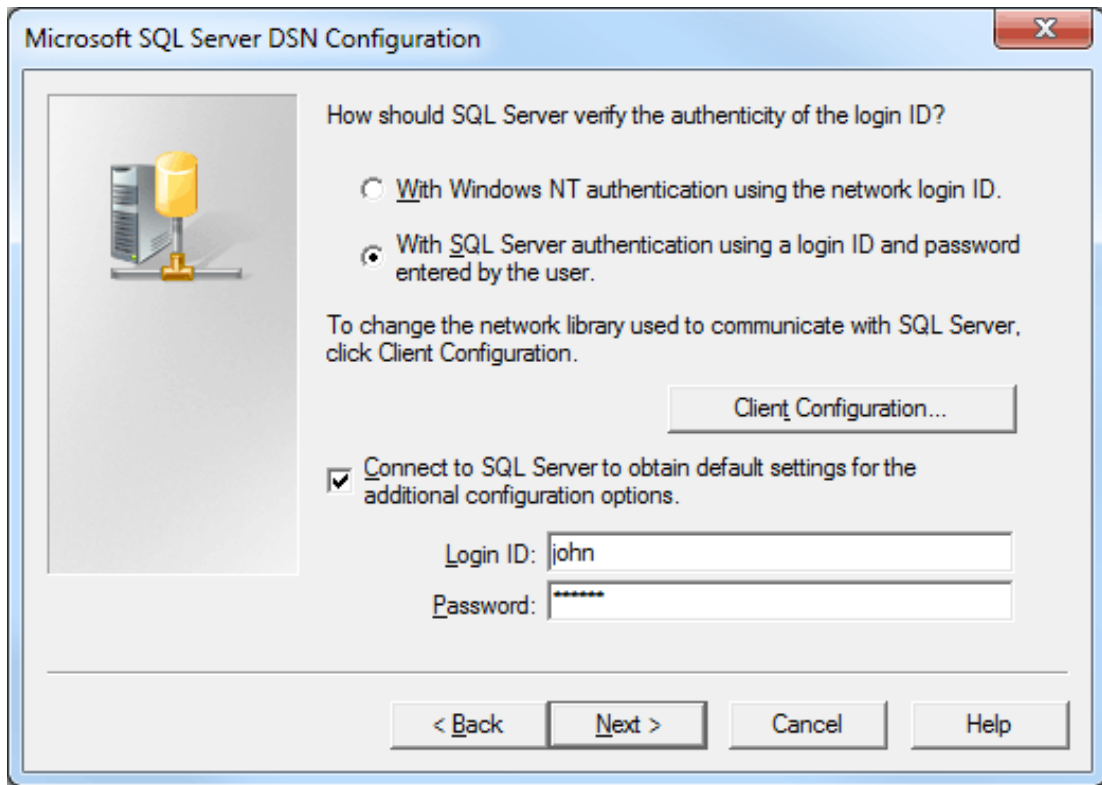 Microsoft SQL Server DSN Configuration
X
How should SQL Server verify the authenticity of the login ID?
With Windows NT authentication using the network login ID.
With SQL Server authentication using a login ID and password
entered by the user.
To change the network library used to communicate with SQL Server,
click Client Configuration.
Client Configuration...
Connect to SQL Server to obtain default settings for the
additional configuration options.
Login ID: john
Password: ******
< Back Next > Cancel Help